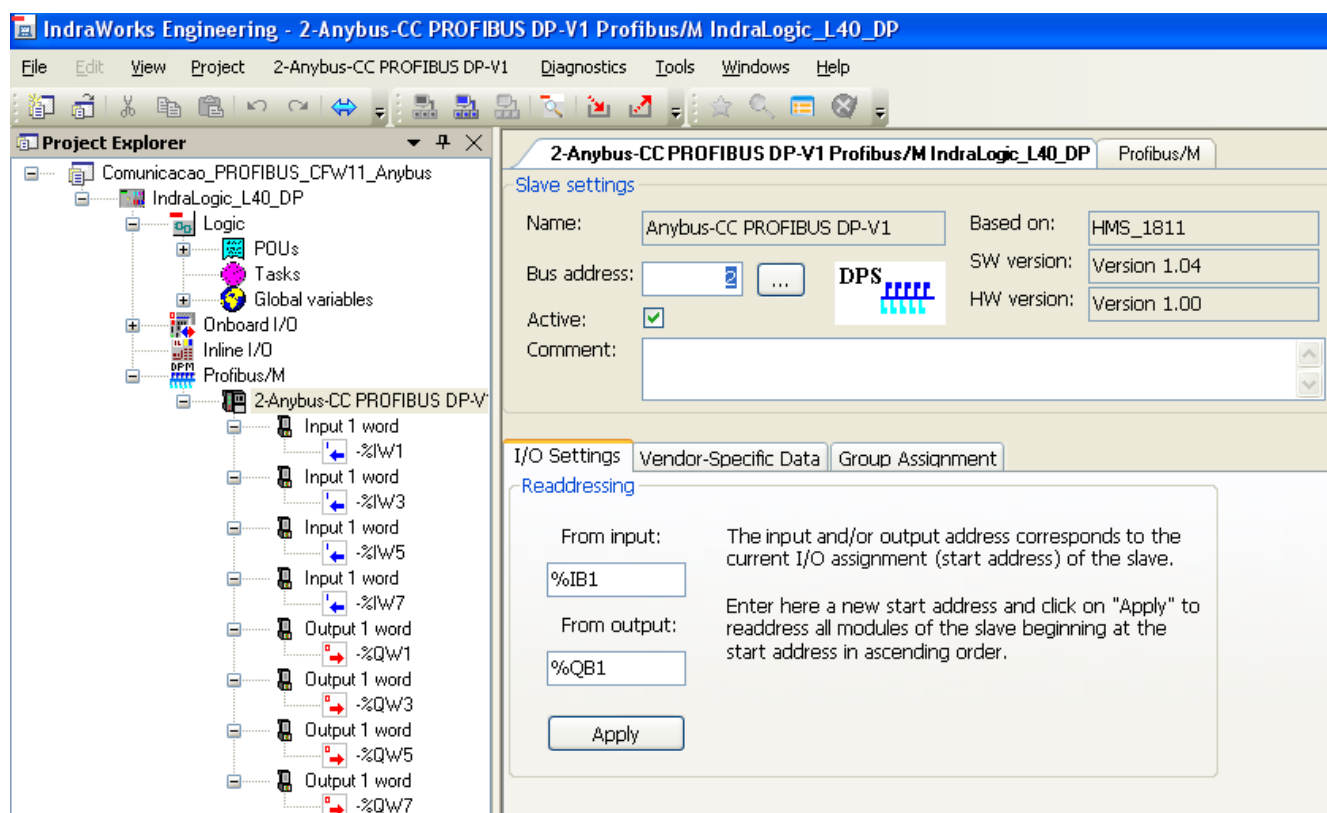 IndraWorks Engineering - 2-Anybus-CC PROFIBUS DP-V1 Profibus/M IndraLogic_L40_DP
File Edit View Project 2-Anybus-CC PROFIBUS DP-V1 Diagnostics Tools Windows Help
Project Explorer
Comunicacao_PROFIBUS_CFW11_Anybus
IndraLogic_L40_DP
Logic
POUs
Tasks
Global variables
Onboard I/O
Inline I/O
DPM
Profibus/M
2-Anybus-CC PROFIBUS DP-V
Input 1 word
-%IW1
Input 1 word
-%IW3
Input 1 word
-%IW5
Input 1 word
-%IW7
Output 1 word
-%QW1
Output 1 word
-%QW3
Output 1 word
-%QW5
Output 1 word
-%QW7
2-Anybus-CC PROFIBUS DP-V1 Profibus/M IndraLogic_L40_DP Profibus/M
Slave settings
Name: Anybus-CC PROFIBUS DP-V1 Based on: HMS_1811
SW version: Version 1.04
Bus address: 2 ... DPS
HW version: Version 1.00
Active:
Comment:
I/O Settings Vendor-Specific Data Group Assignment
Readdressing
From input:
%IB1
From output:
%QB1
Apply
The input and/or output address corresponds to the
current I/O assignment (start address) of the slave.
Enter here a new start address and click on "Apply" to
readdress all modules of the slave beginning at the
start address in ascending order.